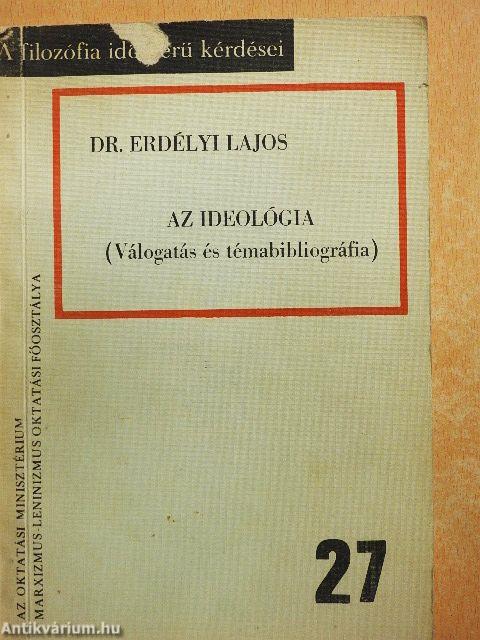 A filozófia kérdései
DR. ERDÉLYI LAJOS
AZ IDEOLÓGIA
(Válogatás és témabibliográfia)
AZ OKTATÁSI MINISZTÉRIUM
MARXIZMUS-LENINIZMUS OKTATÁSI FŐOSZTÁLYA
27
Antikvárium.hu